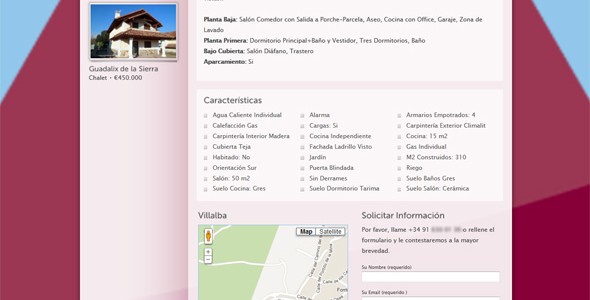 Planta Baja: Salón Comedor con Salida a Porche-Parcela, Aseo, Cocina con Office, Garaje, Zona de
Lavado
Planta Primera: Dormitorio Principal+Baño y Vestidor, Tres Dormitorios, Baño
Bajo Cubierta: Salón Diáfano, Trastero
Aparcamiento: Si
Guadalix de la Sierra
Chalet - €450.000
Características
Agua Caliente Individual
Alarma
Armarios Empotrados: 4
Calefacción Gas
Cargas: Si
Carpintería Exterior Climalit
Carpintería Interior Madera
Cocina Independiente
Cocina: 15 m2
Cubierta Teja
Fachada Ladrillo Visto
Gas Individual
Habitado: No
Jardín
M2 Construidos: 310
Orientación Sur
Puerta Blindada
Riego
Salón: 50 m2
Sin Derrames
Suelo Baños Gres
Suelo Cocina: Gres
Suelo Dormitorio Tarima
Suelo Salón: Cerámica
Villalba
Map Satellite
Solicitar Información
Por favor, llame +34 91 o rellene el
formulario y le contestaremos a la mayor
brevedad.
Su Nombre (requerido)
Su Email (requerido )